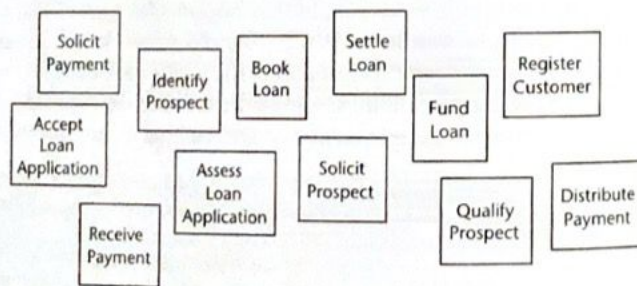 Solicit
Payment
Identify
Prospect
Book
Loan
Settle
Loan
Register
Customer
Accept
Loan
Application
Fund
Loan
Assess
Loan
Application
Solicit
Prospect
Qualify
Prospect
Distribute
Payment
Receive
Payment